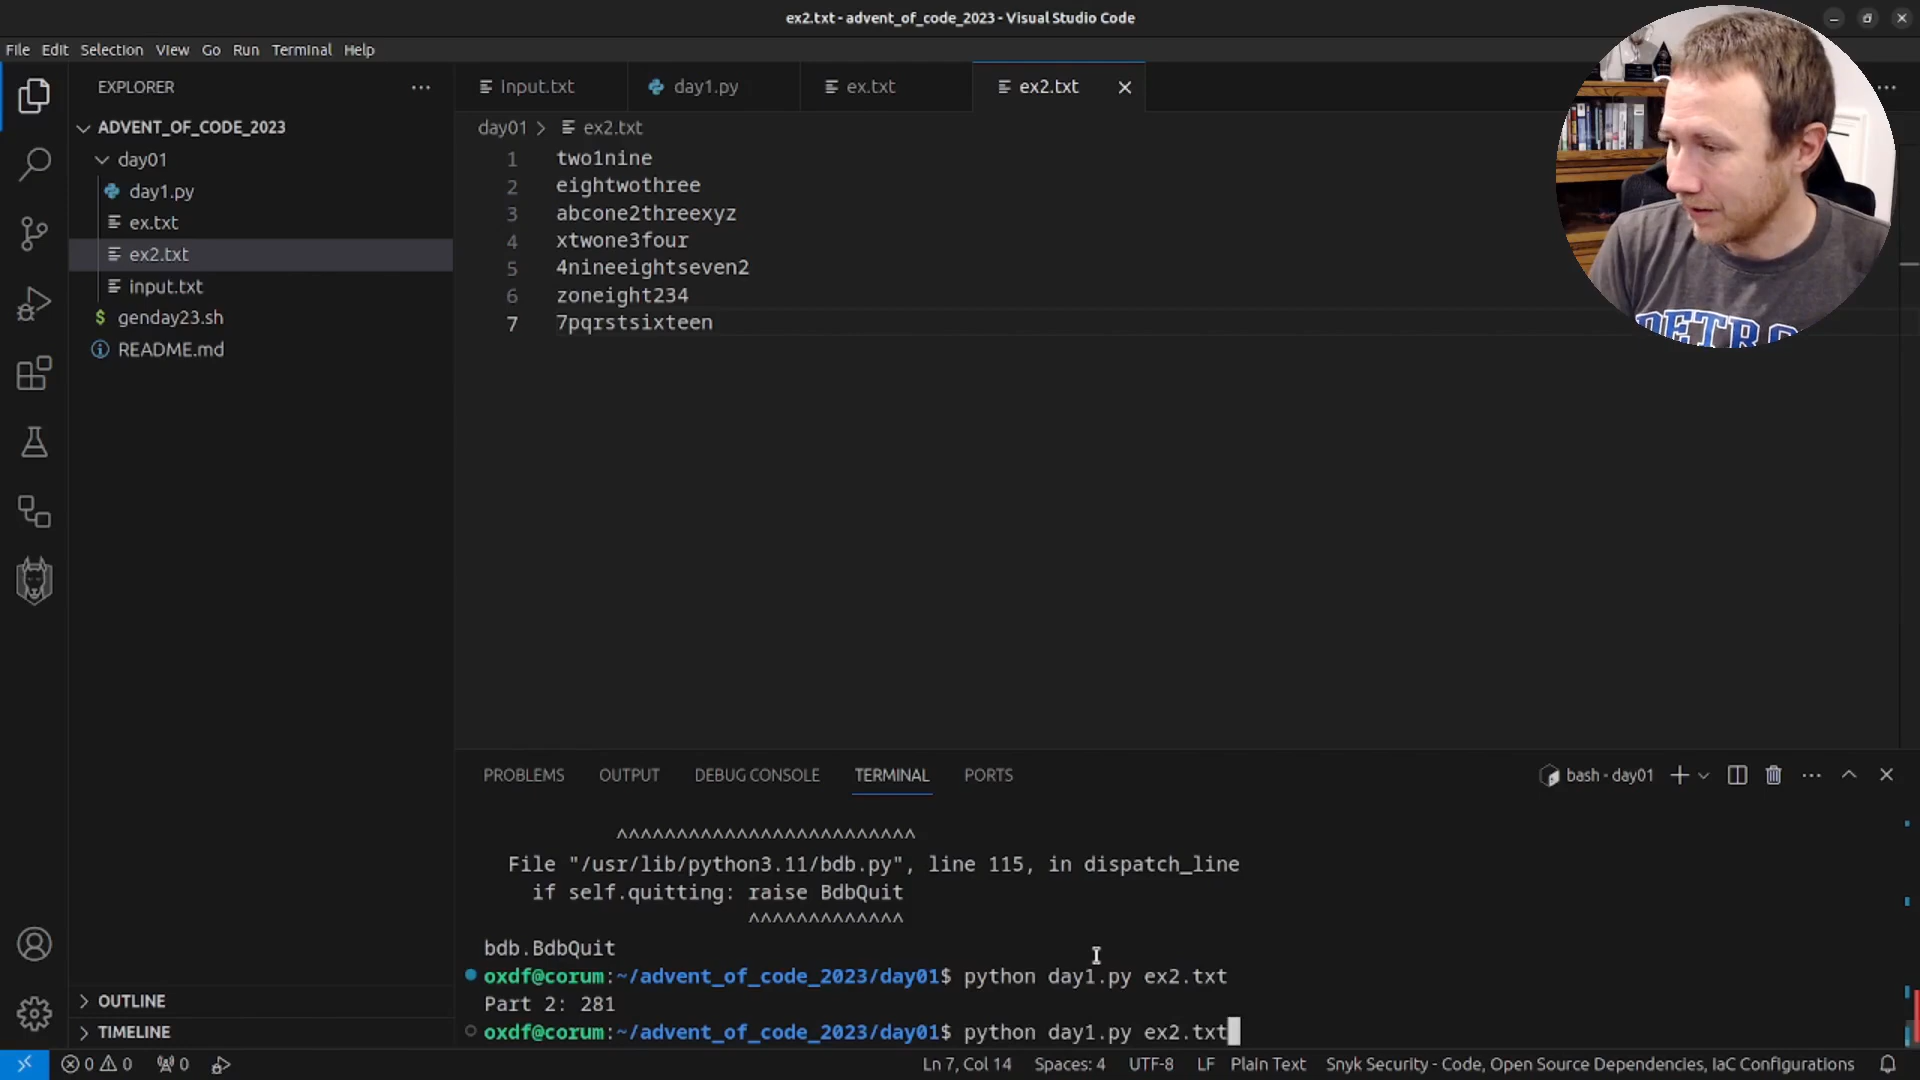 ex2.txt - advent_of_code_2023 - Visual Studio Code
File Edit Selection View Go Run Terminal Help
EXPLORER
ADVENT_OF_CODE_2023
day01
day1.py
ex.txt
ex2.txt
input.txt
genday23.sh
README.md
OUTLINE
TIMELINE
input.txt day1.py ex.txt ex2.txt
day01 > ex2.txt
1 two1nine
2 eightwothree
3 abcone2threexyz
4 xtwone3four
5 4nineeightseven2
6 zoneight234
7 7pqrstsixteen
DETRO
PROBLEMS OUTPUT DEBUG CONSOLE TERMINAL PORTS
bash - day01
^^^^^^^^^^^^^^^^^^^^^^^^^
File "/usr/lib/python3.11/bdb.py", line 115, in dispatch_line
if self.quitting: raise BdbQuit
^^^^^^^^^^^^^
bdb.BdbQuit
oxdf@corum:~/advent_of_code_2023/day01$ python day1.py ex2.txt
Part 2: 281
oxdf@corum:~/advent_of_code_2023/day01$ python day1.py ex2.txt
0 0 0 Ln 7, Col 14 Spaces: 4 UTF-8 LF Plain Text Snyk Security - Code, Open Source Dependencies, IaC Configurations